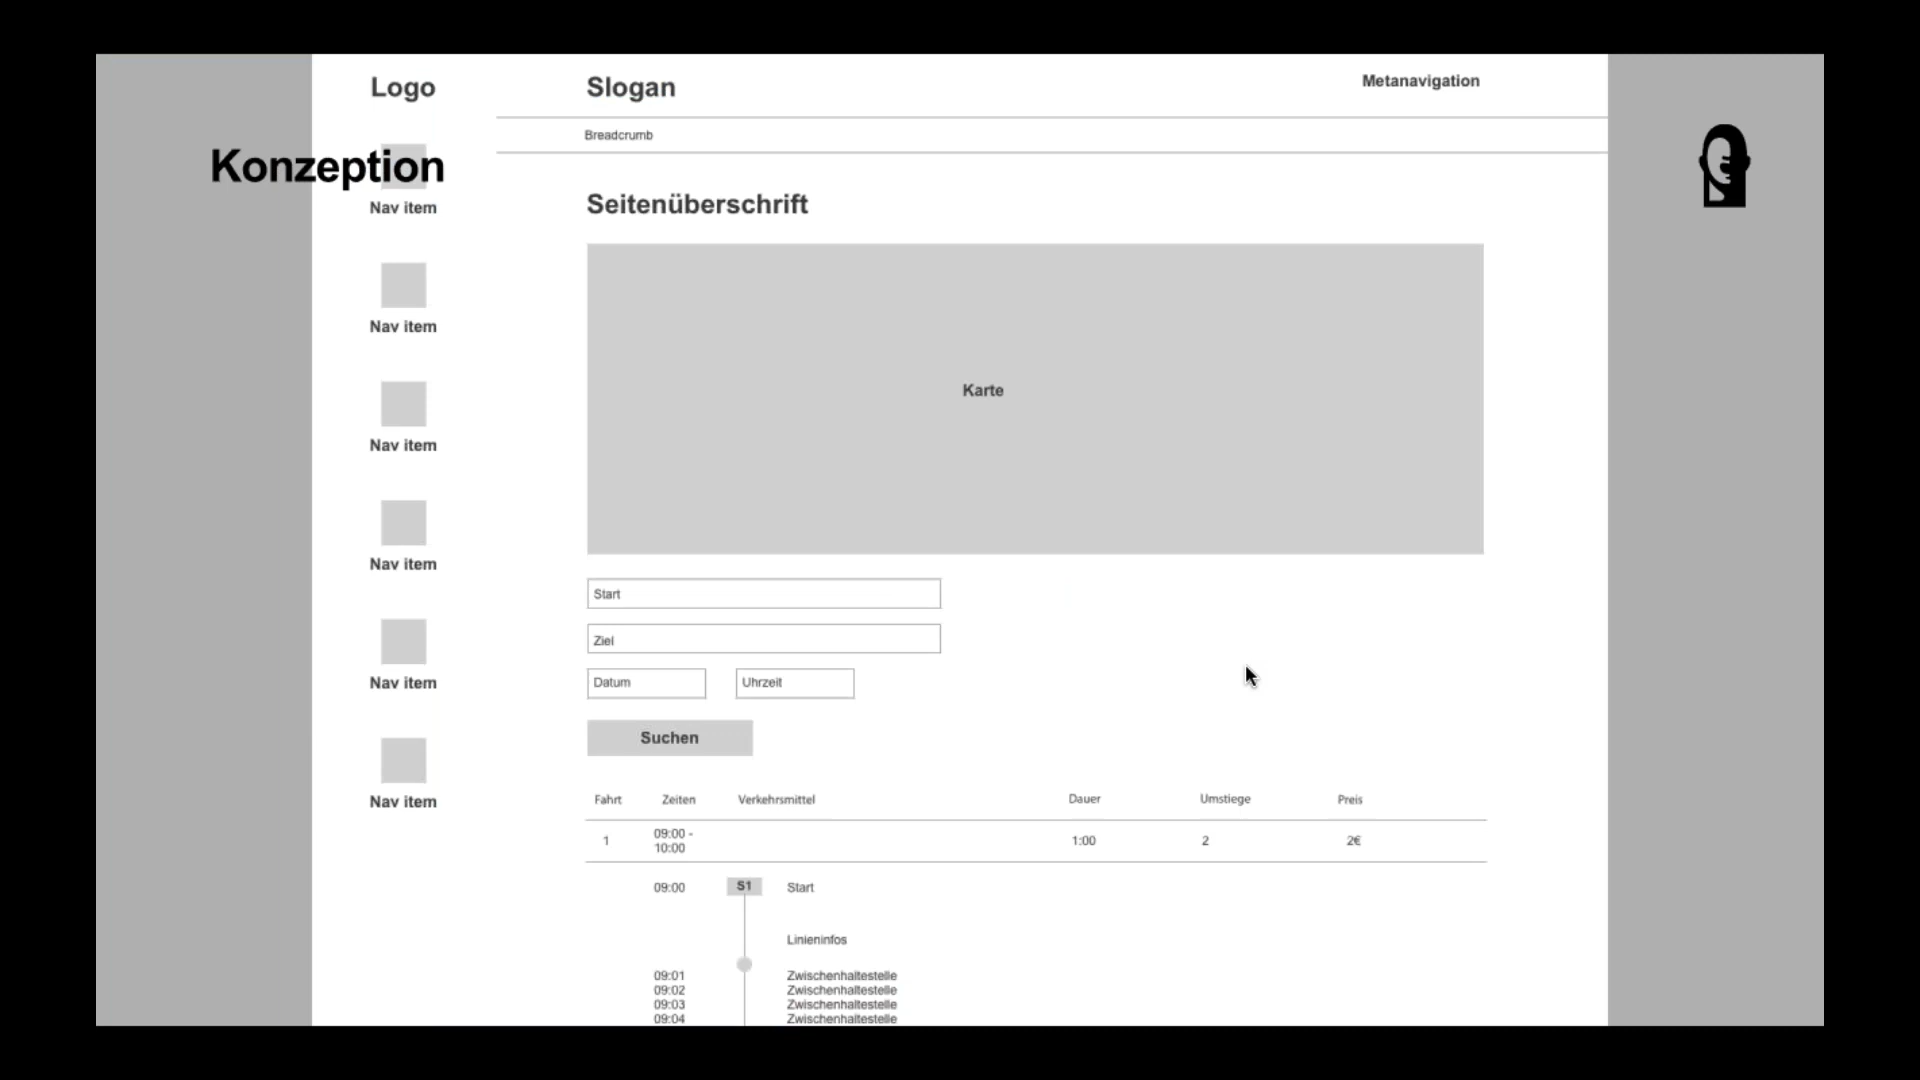 Logo
Slogan
Metanavigation
Breadcrumb
Konzeption
Nav item
Seitenüberschrift
Nav item
Karte
Nav item
Nav item
Start
Ziel
Nav item
Datum
Uhrzeit
Suchen
Nav item
Fahrt Zeiten Verkehrsmittel Dauer Umstiege Preis
1 09:00 - 1:00 2 2€
10:00
09:00 S1 Start
Linieninfos
09:01 Zwischenhaltestelle
09:02 Zwischenhaltestelle
09:03 Zwischenhaltestelle
09:04 Zwischenhaltestelle